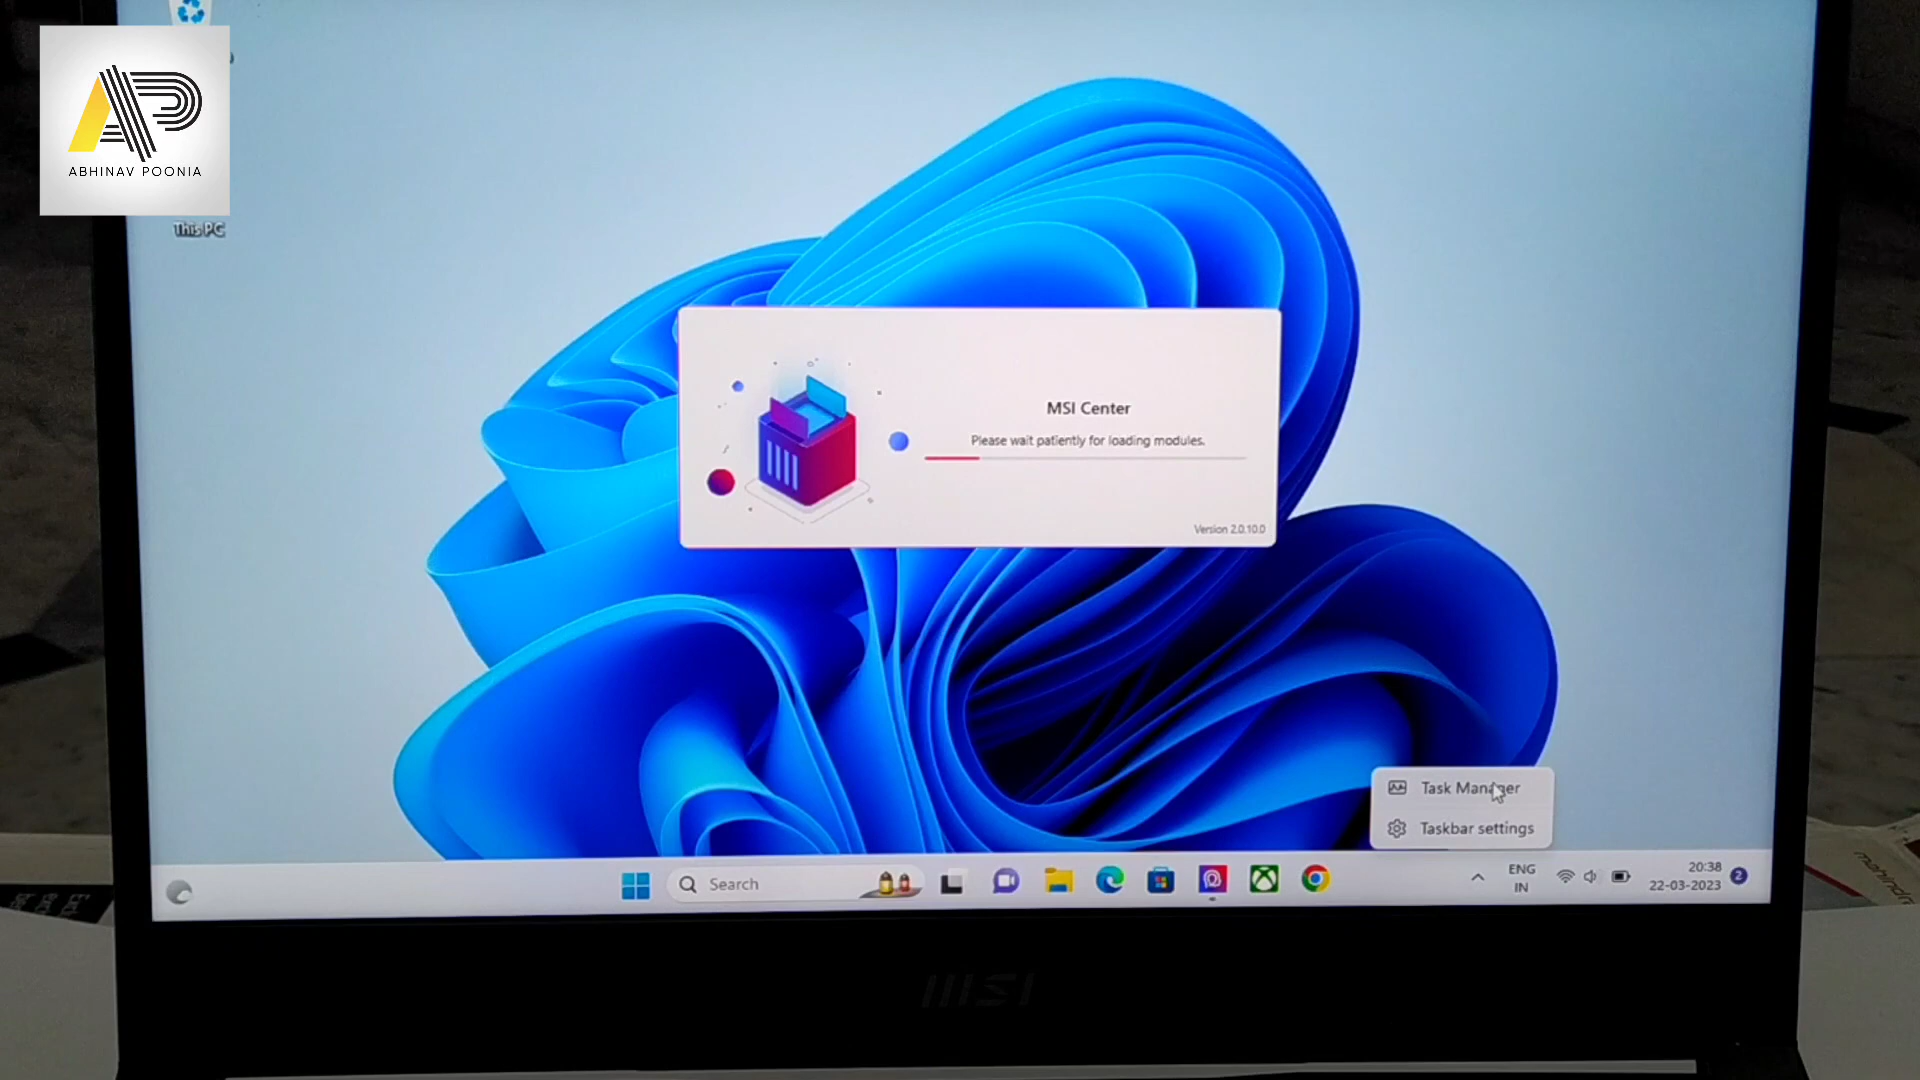 ABHINAV POONIA
This PC
MSI Center
Please wait patiently for loading modules.
Version 2.0.10.0
Task Manager
Taskbar settings
Search
ENG
IN
20:38
22-03-2023
2
msi
mahindra